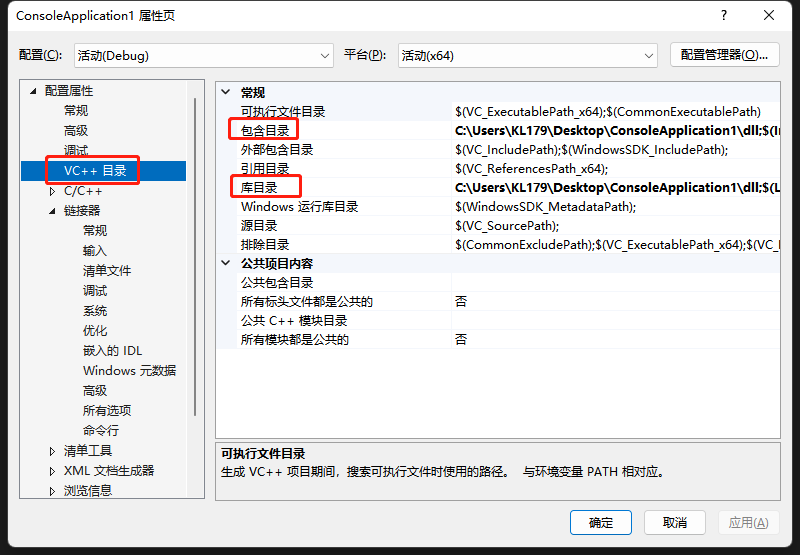 ConsoleApplication1 属性页
配置(C): 活动(Debug) 平台(P): 活动(x64) 配置管理器(O)...
配置属性
常规
高级
调试
VC++ 目录
C/C++
链接器
常规
输入
清单文件
调试
系统
优化
嵌入的 IDL
Windows 元数据
高级
所有选项
命令行
清单工具
XML 文档生成器
浏览信息
常规
可执行文件目录 $(VC_ExecutablePath_x64);$(CommonExecutablePath)
包含目录 C:\Users\KL179\Desktop\ConsoleApplication1\dll;$(I
外部包含目录 $(VC_IncludePath);$(WindowsSDK_IncludePath);
引用目录 $(VC_ReferencesPath_x64);
库目录 C:\Users\KL179\Desktop\ConsoleApplication1\dll;$(L
Windows 运行库目录 $(WindowsSDK_MetadataPath);
源目录 $(VC_SourcePath);
排除目录 $(CommonExcludePath);$(VC_ExecutablePath_x64);$(VC_I
公共项目内容
公共包含目录
所有标头文件都是公共的 否
公共 C++ 模块目录
所有模块都是公共的 否
可执行文件目录
生成 VC++ 项目期间，搜索可执行文件时使用的路径。 与环境变量 PATH 相对应。
确定 取消 应用(A)